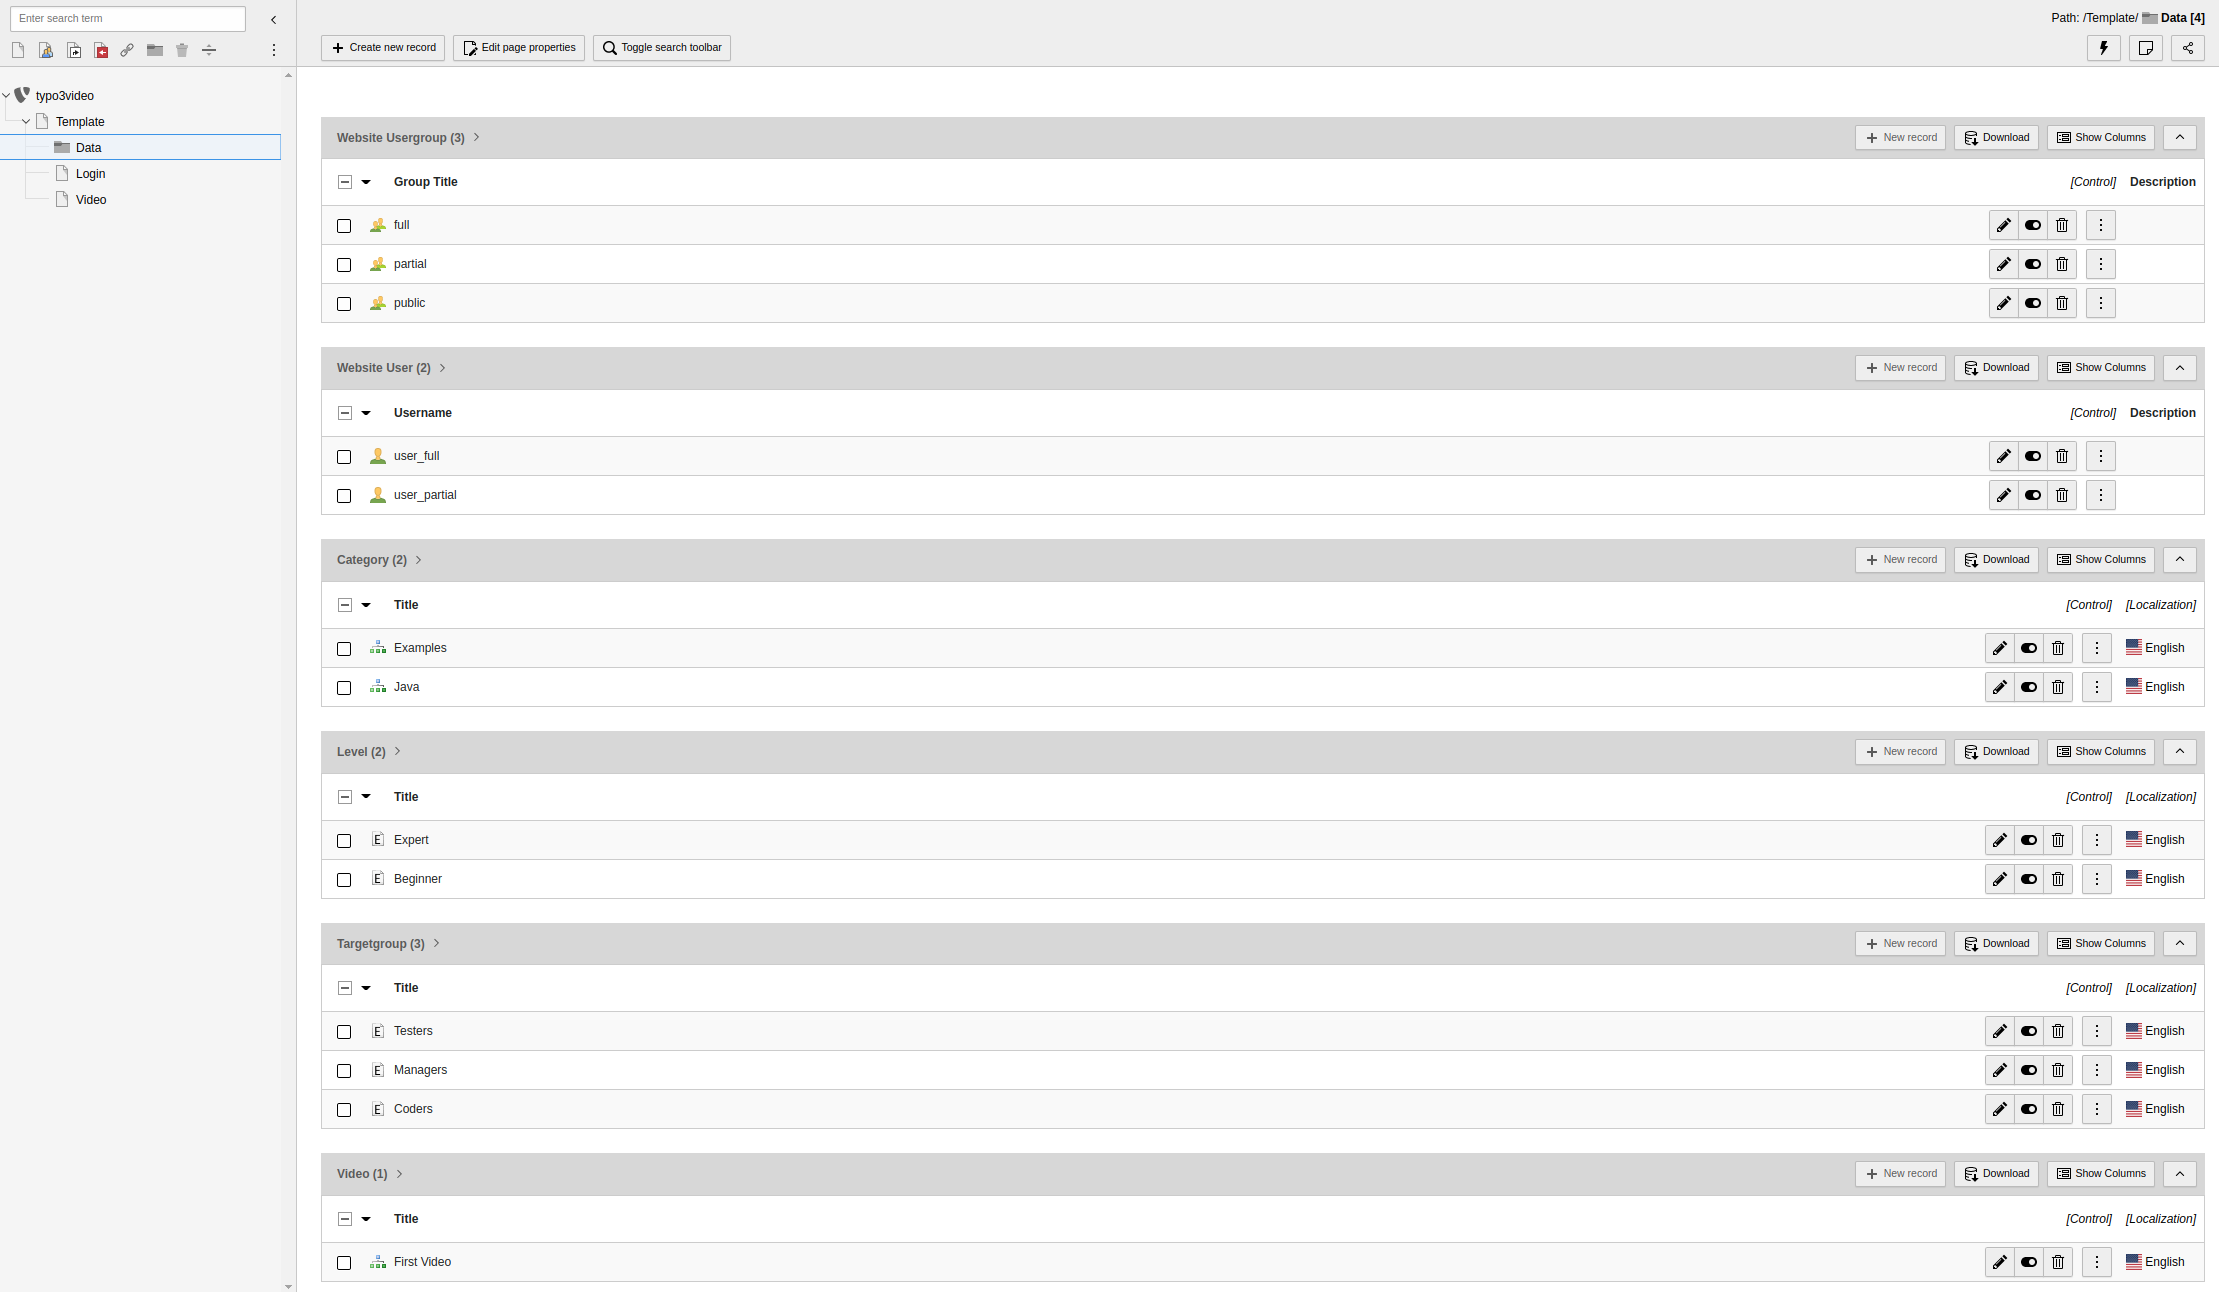 Enter search term
Path: /Template/ Data [4]
Create new record Edit page properties Toggle search toolbar
typo3video
Template
Data
Login
Video
Website Usergroup (3) New record Download Show Columns
Group Title [Control] Description
full
partial
public
Website User (2) New record Download Show Columns
Username [Control] Description
user_full
user_partial
Category (2) New record Download Show Columns
Title [Control] [Localization]
Examples English
Java English
Level (2) New record Download Show Columns
Title [Control] [Localization]
E Expert English
E Beginner English
Targetgroup (3) New record Download Show Columns
Title [Control] [Localization]
E Testers English
E Managers English
E Coders English
Video (1) New record Download Show Columns
Title [Control] [Localization]
First Video English